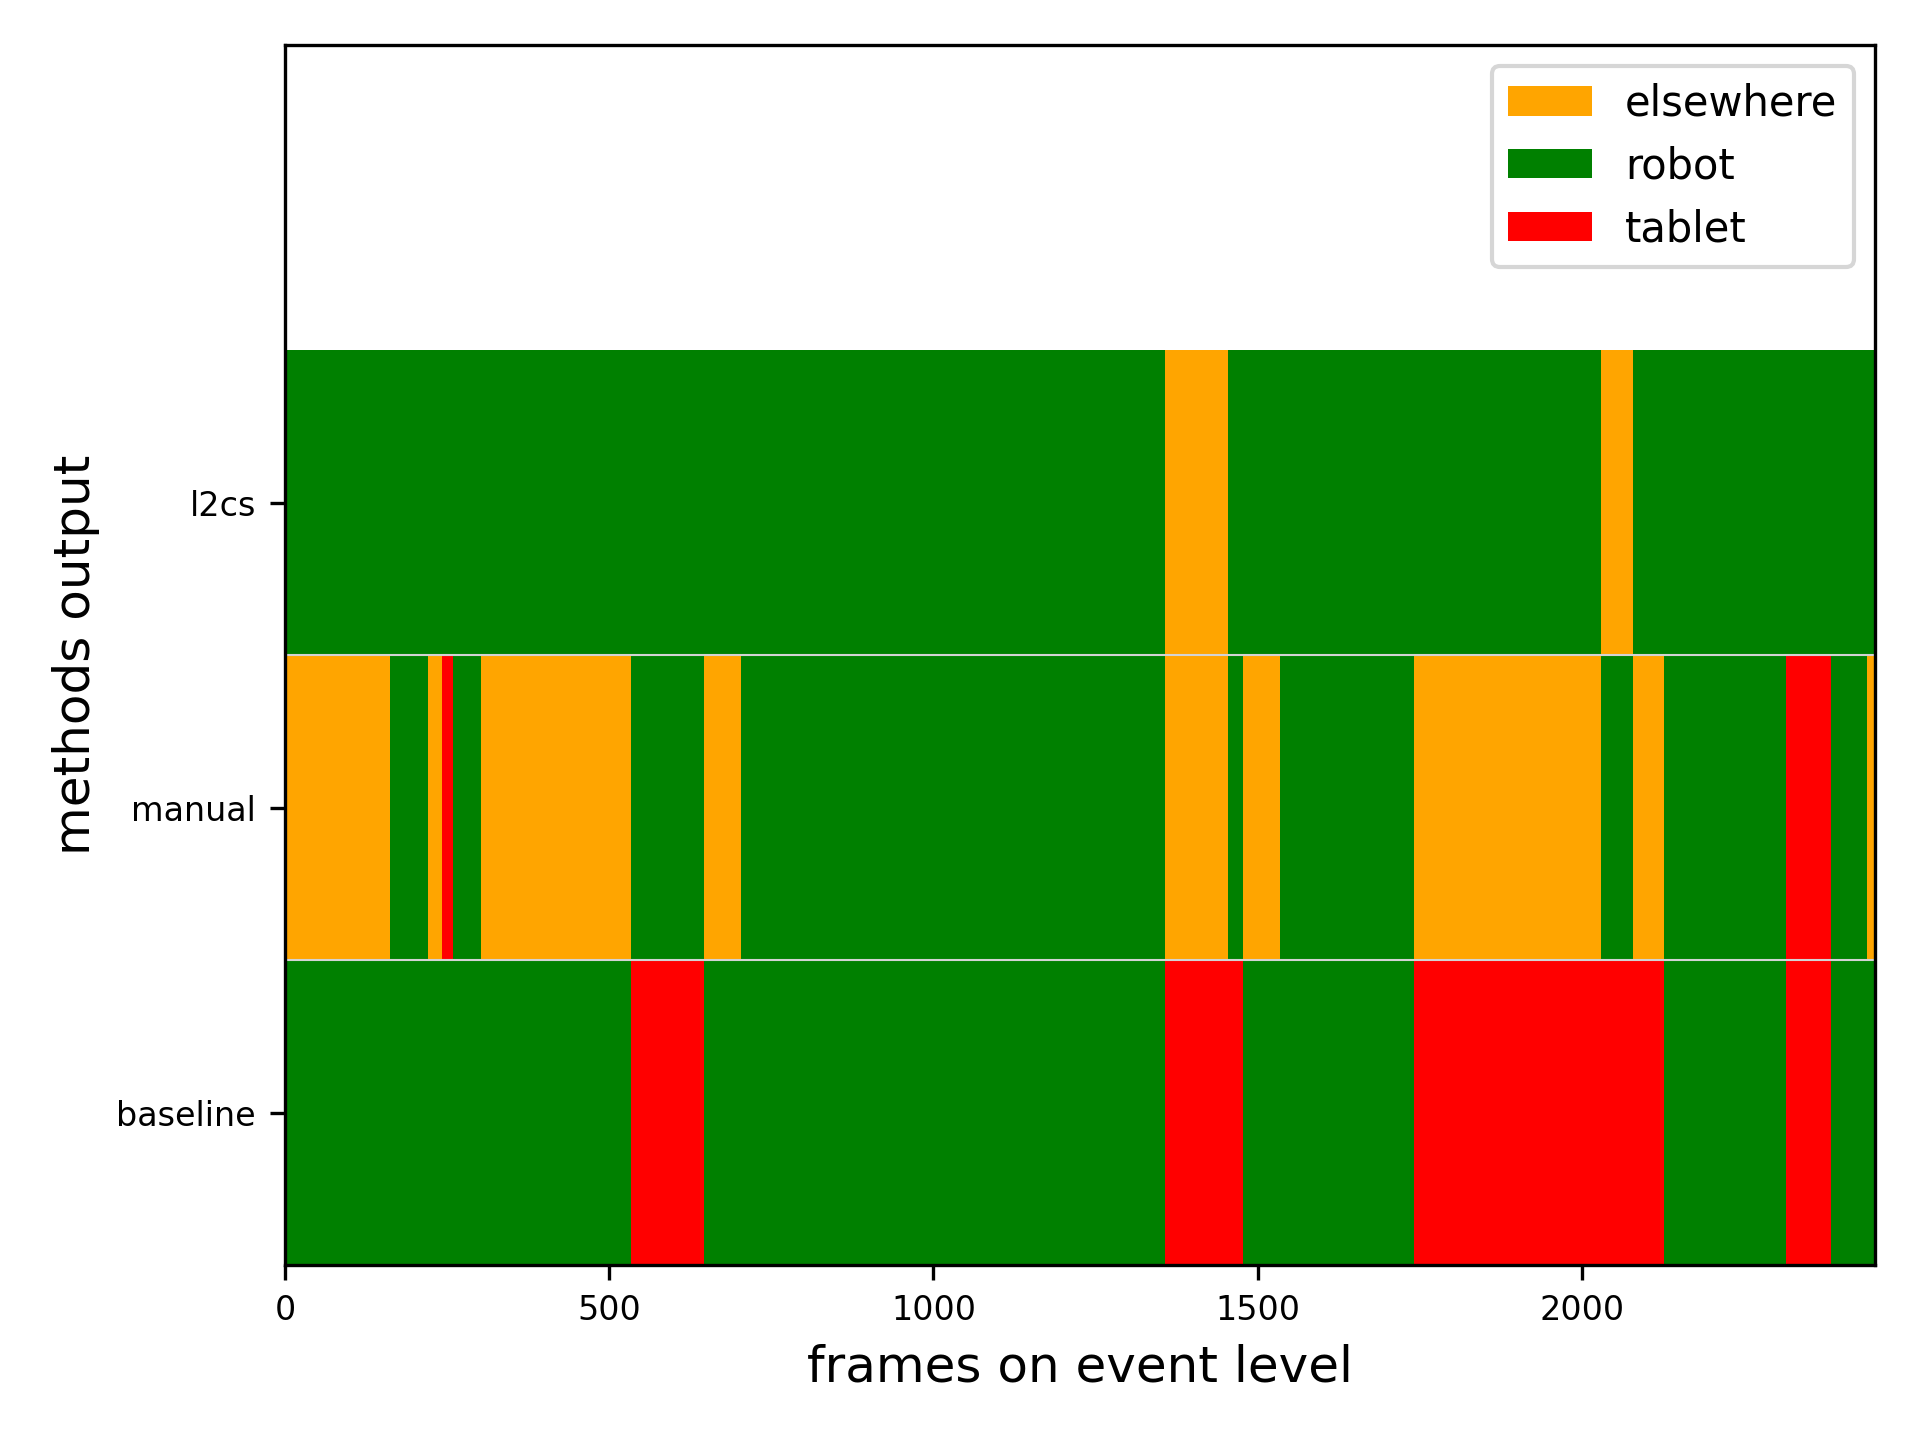 elsewhere
robot
tablet
methods output
l2cs
manual
baseline
0 500 1000 1500 2000
frames on event level